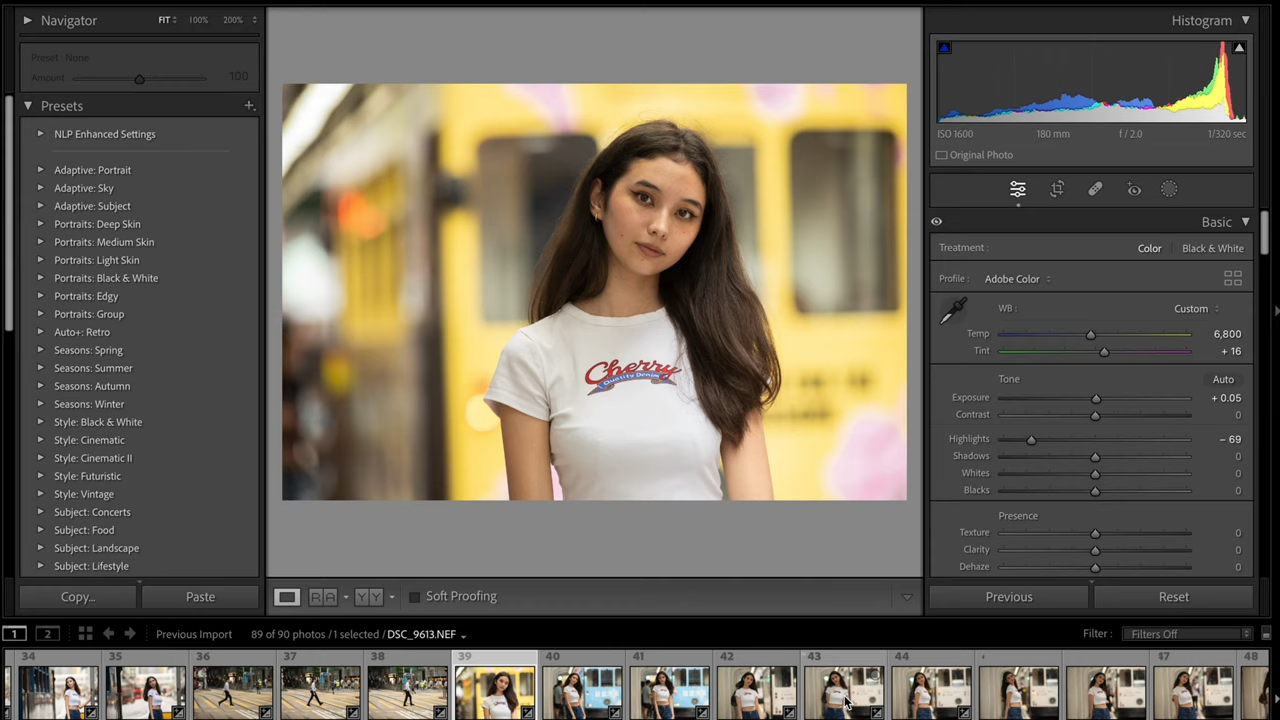 Navigator
FIT 100% 200%
Preset: None
Amount 100
Presets
NLP Enhanced Settings
Adaptive: Portrait
Adaptive: Sky
Adaptive: Subject
Portraits: Deep Skin
Portraits: Medium Skin
Portraits: Light Skin
Portraits: Black & White
Portraits: Edgy
Portraits: Group
Auto+: Retro
Seasons: Spring
Seasons: Summer
Seasons: Autumn
Seasons: Winter
Style: Black & White
Style: Cinematic
Style: Cinematic II
Style: Futuristic
Style: Vintage
Subject: Concerts
Subject: Food
Subject: Landscape
Subject: Lifestyle
Copy... Paste
Cherry
Quality Denim
RA YY Soft Proofing
Histogram
ISO 1600 180 mm f / 2.0 1/320 sec
Original Photo
Basic
Treatment : Color Black & White
Profile : Adobe Color
WB : Custom
Temp 6,800
Tint + 16
Tone Auto
Exposure + 0.05
Contrast 0
Highlights – 69
Shadows 0
Whites 0
Blacks 0
Presence
Texture 0
Clarity 0
Dehaze 0
Previous Reset
1 2 Previous Import 89 of 90 photos / 1 selected / DSC_9613.NEF Filter : Filters Off
34 35 36 37 38 39 40 41 42 43 44 47 48